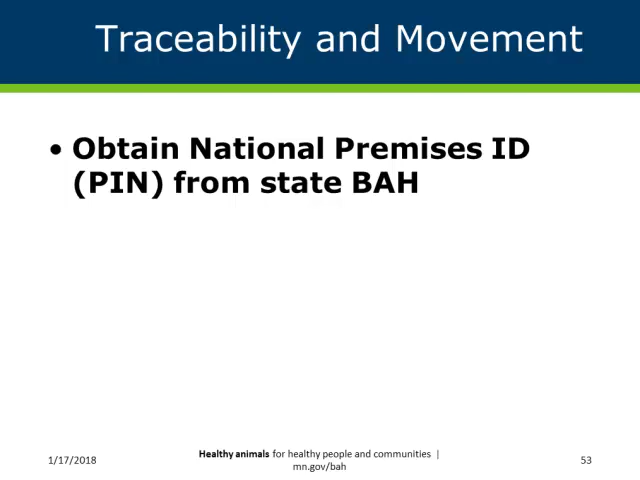 Traceability and Movement
• Obtain National Premises ID
(PIN) from state BAH
1/17/2018
Healthy animals for healthy people and communities |
mn.gov/bah
53